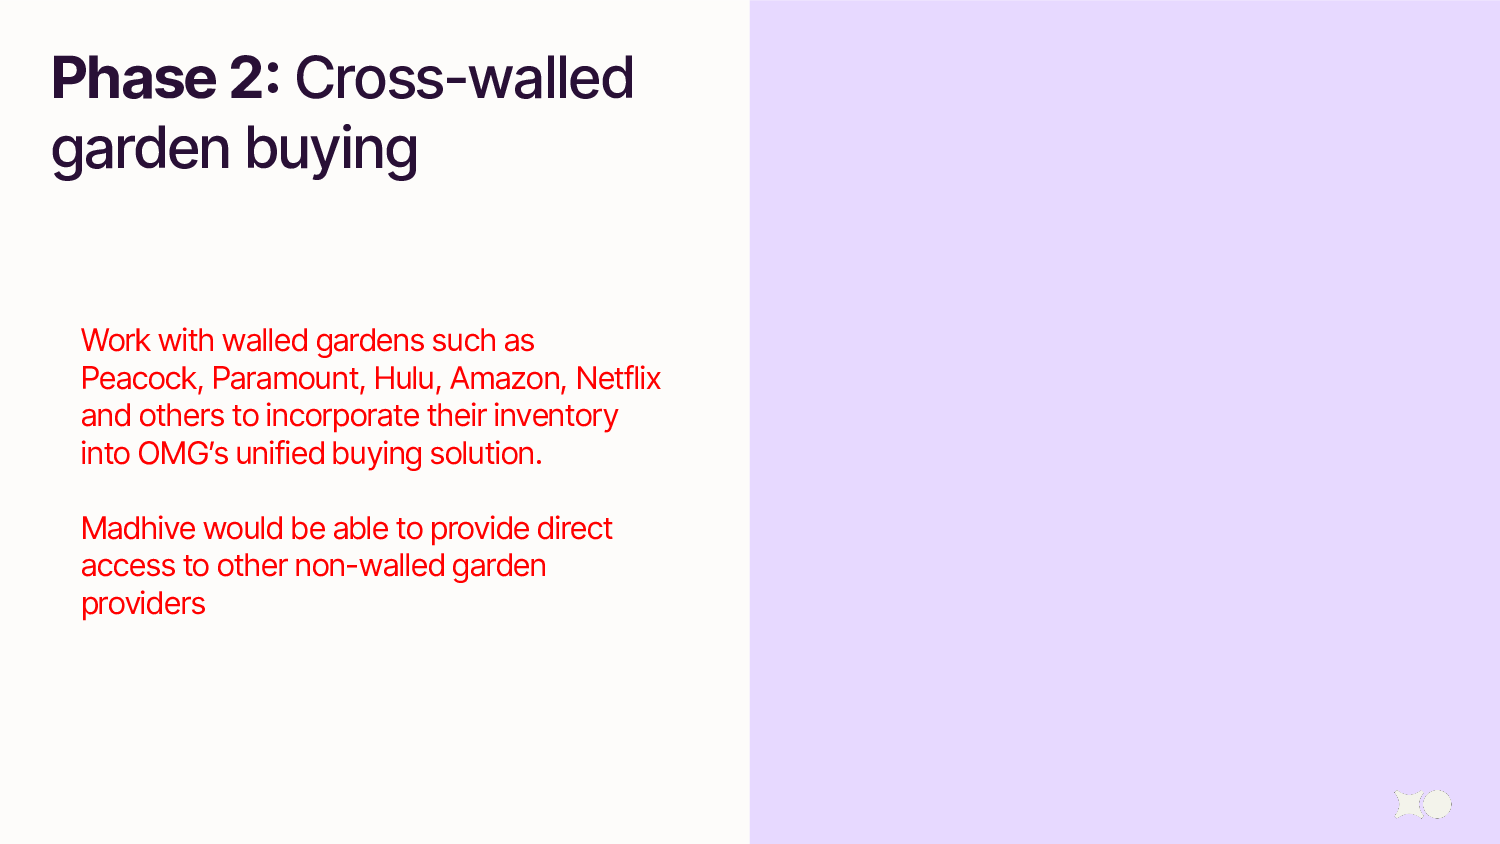 Phase 2: Cross-walled
garden buying
Work with walled gardens such as
Peacock, Paramount, Hulu, Amazon, Netflix
and others to incorporate their inventory
into OMG’s unified buying solution.
Madhive would be able to provide direct
access to other non-walled garden
providers